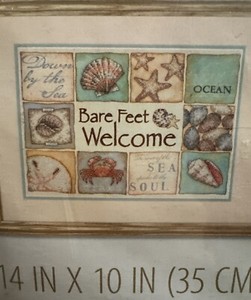 Down
by the
Sea
OCEAN
Bare Feet
Welcome
SEA
SOUL
14 IN X 10 IN (35 CM